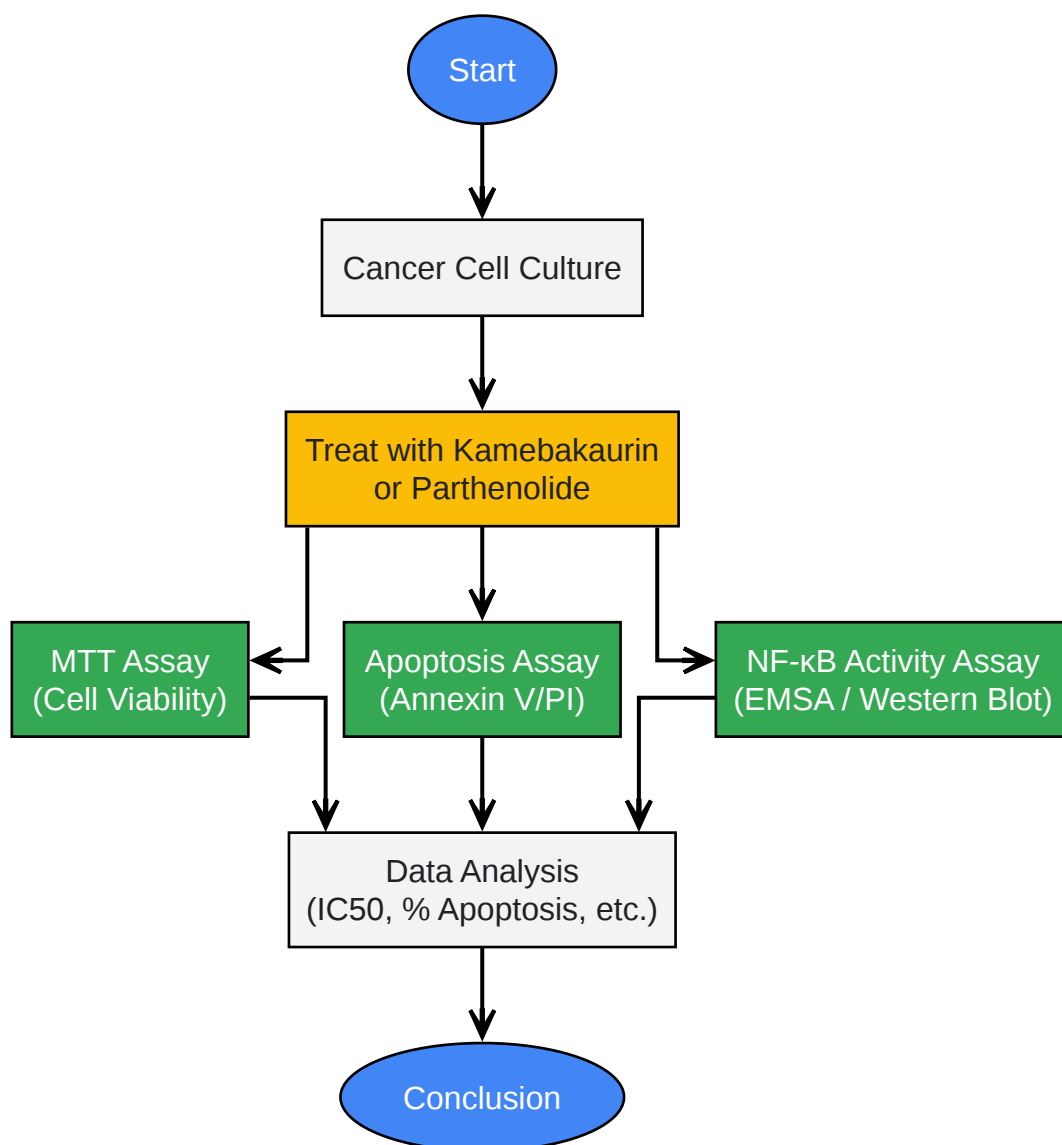 Start
Cancer Cell Culture
Treat with Kamebakaurin
or Parthenolide
MTT Assay
(Cell Viability)
Apoptosis Assay
(Annexin V/PI)
NF-κB Activity Assay
(EMSA / Western Blot)
Data Analysis
(IC50, % Apoptosis, etc.)
Conclusion